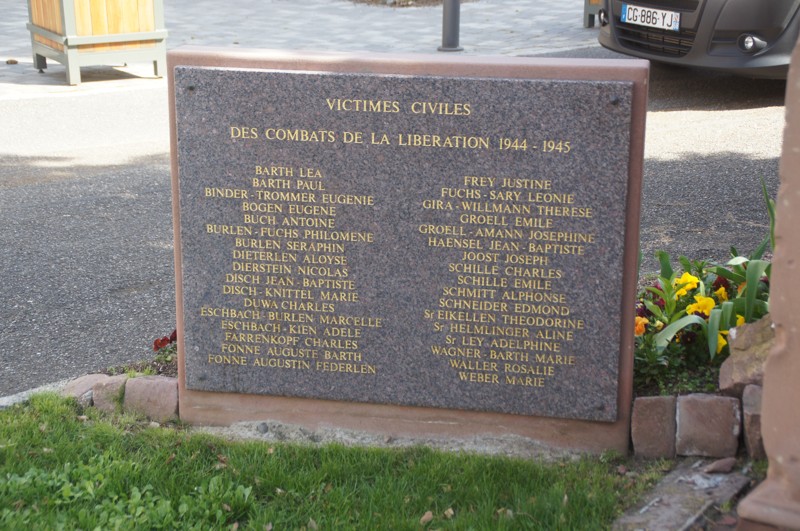 CG-886-YJ
VICTIMES CIVILES
DES COMBATS DE LA LIBERATION 1944 - 1945
BARTH LEA
BARTH PAUL
BINDER - TROMMER EUGENIE
BOGEN EUGENE
BUCH ANTOINE
BURLEN - FUCHS PHILOMENE
BURLEN SERAPHIN
DIETERLEN ALOYSE
DIERSTEIN NICOLAS
DISCH JEAN - BAPTISTE
DISCH - KNITTEL MARIE
DUWA CHARLES
ESCHBACH - BURLEN MARCELLE
ESCHBACH - KIEN ADELE
FARRENKOPF CHARLES
FONNE AUGUSTE BARTH
FONNE AUGUSTIN FEDERLEN
FREY JUSTINE
FUCHS - SARY LEONIE
GIRA - WILLMANN THERESE
GROELL EMILE
GROELL - AMANN JOSEPHINE
HAENSEL JEAN - BAPTISTE
JOOST JOSEPH
SCHILLE CHARLES
SCHILLE EMILE
SCHMITT ALPHONSE
SCHNEIDER EDMOND
Sr EIKELLEN THEODORINE
Sr HELMLINGER ALINE
Sr LEY ADELPHINE
WAGNER - BARTH MARIE
WALLER ROSALIE
WEBER MARIE